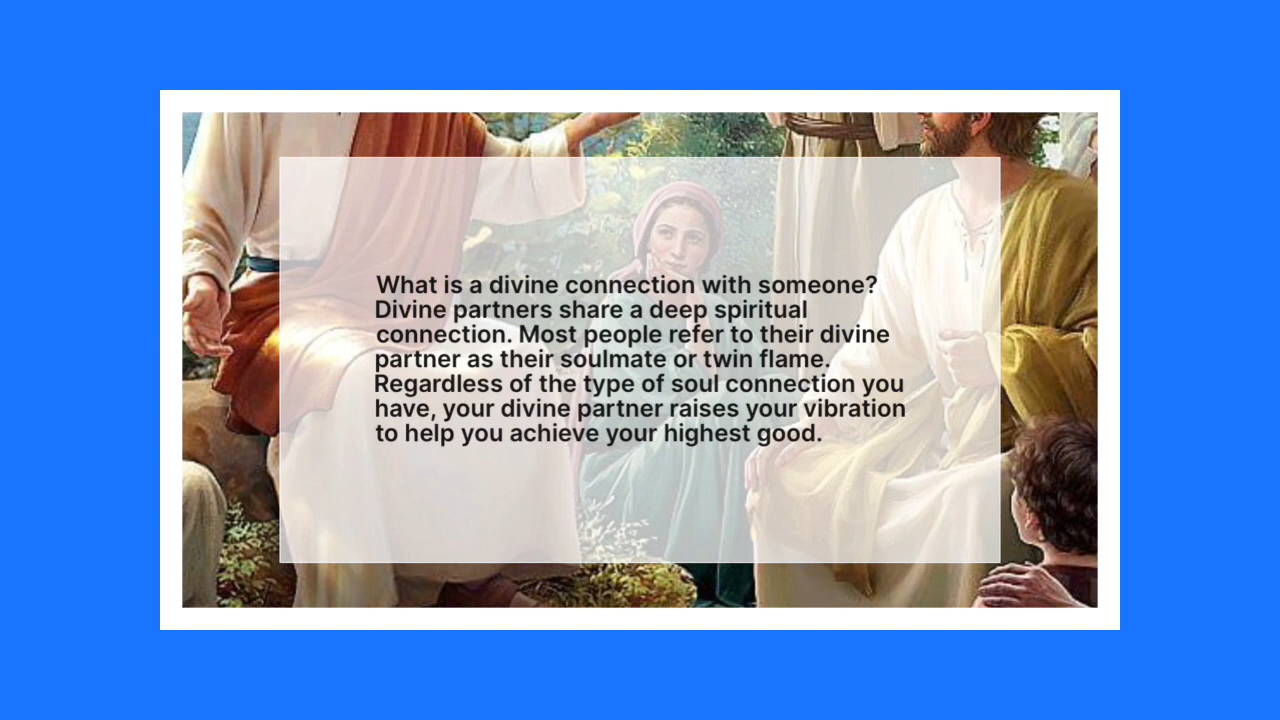 What is a divine connection with someone?
Divine partners share a deep spiritual
connection. Most people refer to their divine
partner as their soulmate or twin flame.
Regardless of the type of soul connection you
have, your divine partner raises your vibration
to help you achieve your highest good.